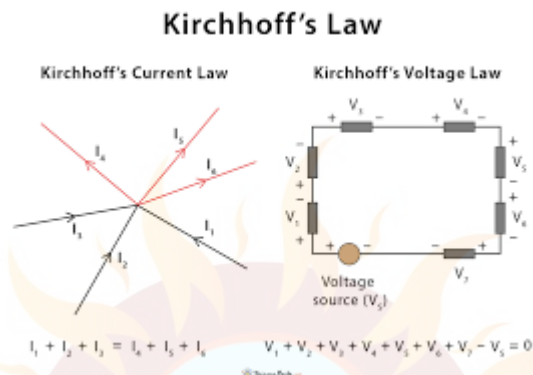 Kirchhoff's Law
Kirchhoff's Current Law
Kirchhoff's Voltage Law
I₄
I₅
I₆
I₃
I₁
I₂
+ V₃ −
+ V₄ −
− V₂ +
+ V₅ −
− V₁ +
+ V₆ −
+ −
− V₇ +
Voltage
source (Vₛ)
I₁ + I₂ + I₃ = I₄ + I₅ + I₆
V₁ + V₂ + V₃ + V₄ + V₅ + V₆ + V₇ − Vₛ = 0